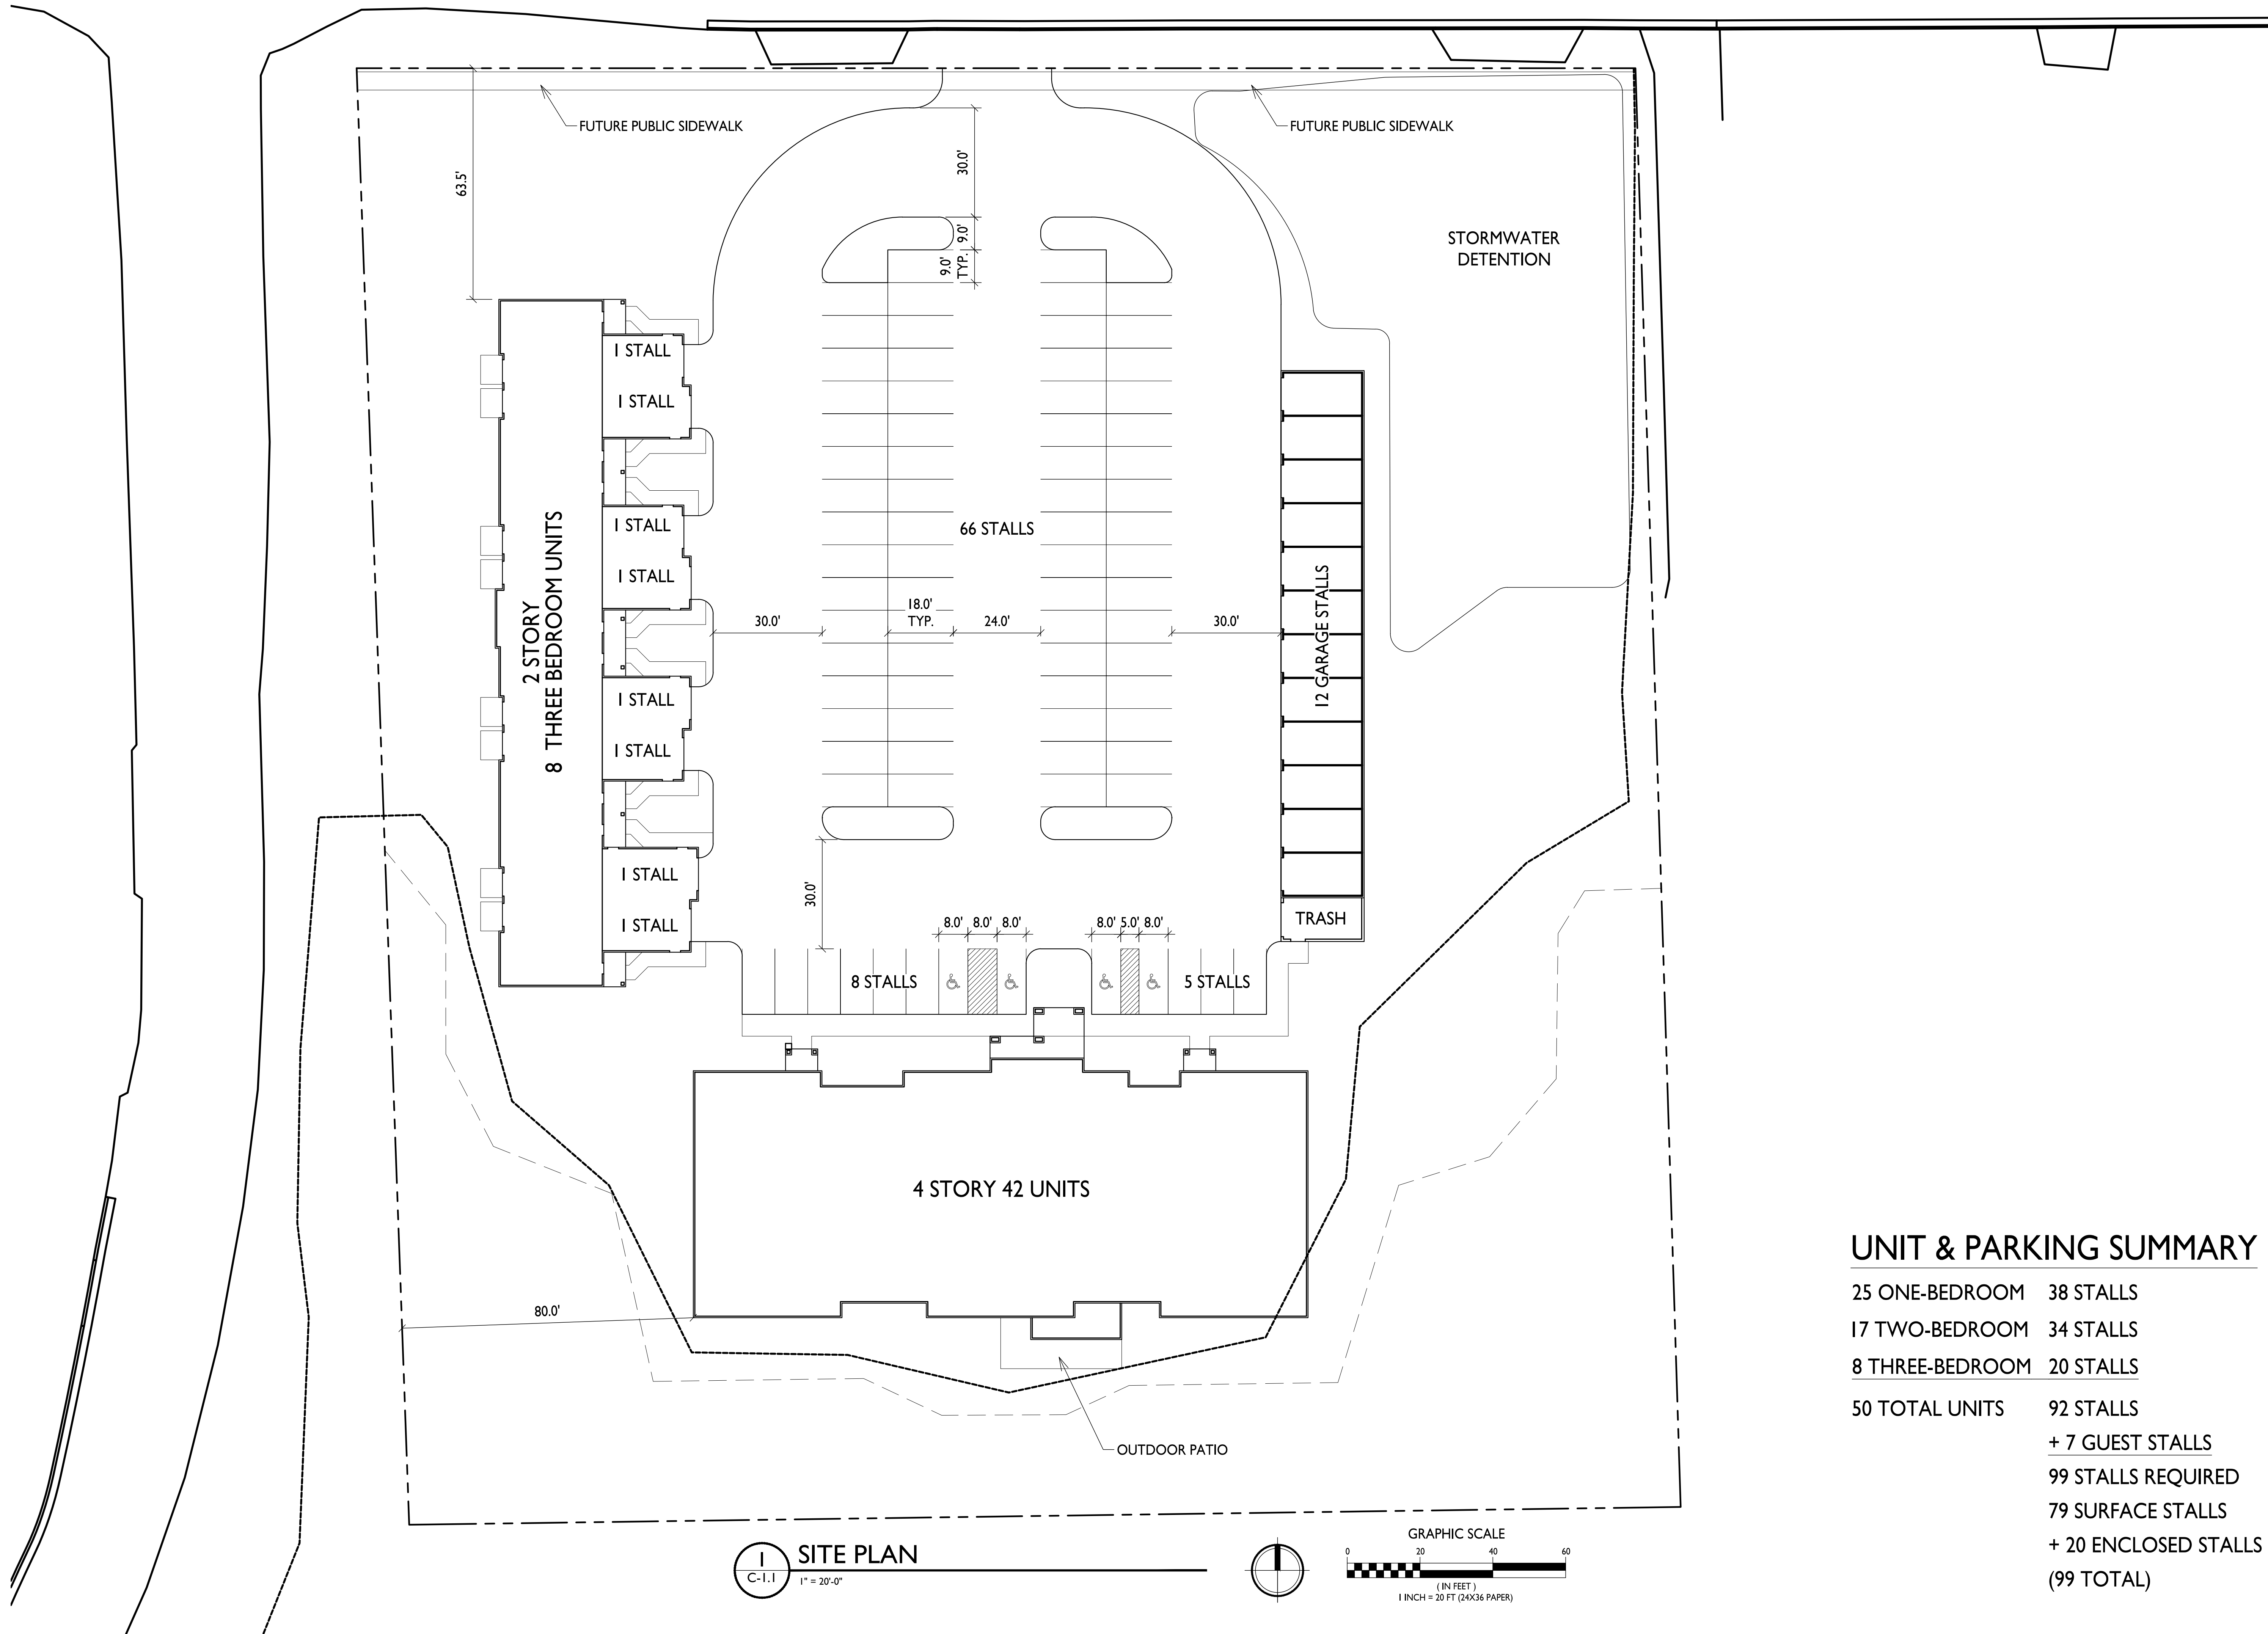 FUTURE PUBLIC SIDEWALK
FUTURE PUBLIC SIDEWALK
63.5'
30.0'
9.0'
9.0'
TYP.
STORMWATER
DETENTION
1 STALL
1 STALL
1 STALL
1 STALL
1 STALL
1 STALL
1 STALL
1 STALL
2 STORY
8 THREE BEDROOM UNITS
66 STALLS
30.0'
18.0'
TYP.
24.0'
30.0'
12 GARAGE STALLS
30.0'
8.0' 8.0' 8.0'
8.0' 5.0' 8.0'
TRASH
8 STALLS
5 STALLS
4 STORY 42 UNITS
80.0'
OUTDOOR PATIO
UNIT & PARKING SUMMARY
25 ONE-BEDROOM 38 STALLS
17 TWO-BEDROOM 34 STALLS
8 THREE-BEDROOM 20 STALLS
50 TOTAL UNITS 92 STALLS
+ 7 GUEST STALLS
99 STALLS REQUIRED
79 SURFACE STALLS
+ 20 ENCLOSED STALLS
(99 TOTAL)
1
C-1.1
SITE PLAN
1" = 20'-0"
GRAPHIC SCALE
0 20 40 60
( IN FEET )
1 INCH = 20 FT (24X36 PAPER)